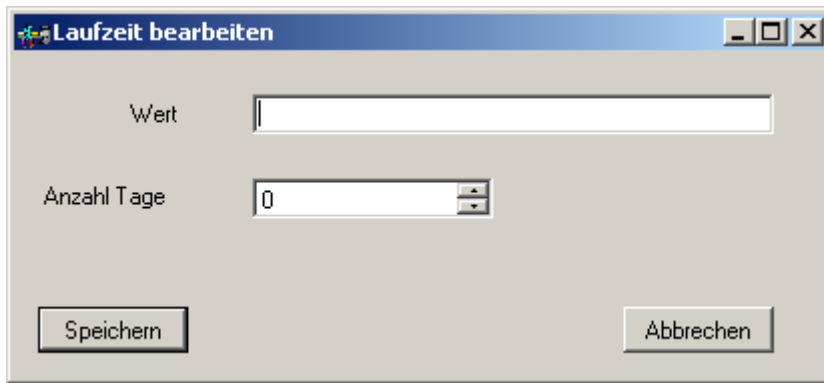 Laufzeit bearbeiten
Wert
Anzahl Tage 0
Speichern Abbrechen